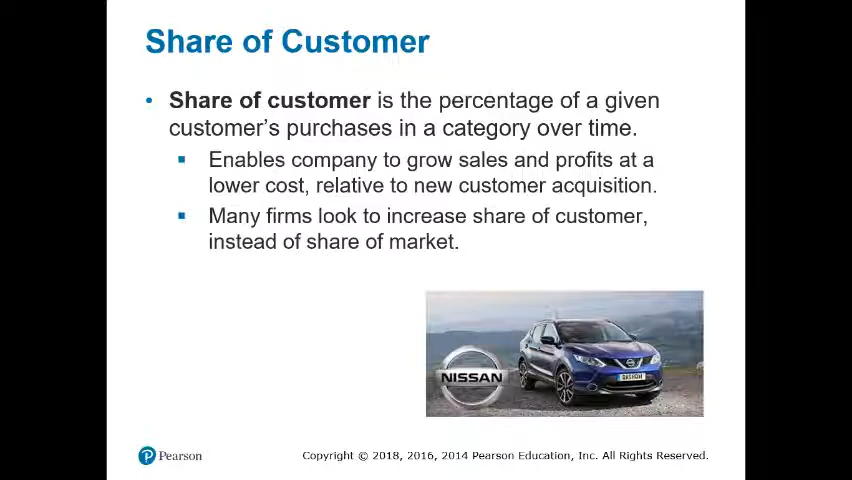 Share of Customer
• Share of customer is the percentage of a given
customer’s purchases in a category over time.
▪ Enables company to grow sales and profits at a
lower cost, relative to new customer acquisition.
▪ Many firms look to increase share of customer,
instead of share of market.
NISSAN
Pearson
Copyright © 2018, 2016, 2014 Pearson Education, Inc. All Rights Reserved.